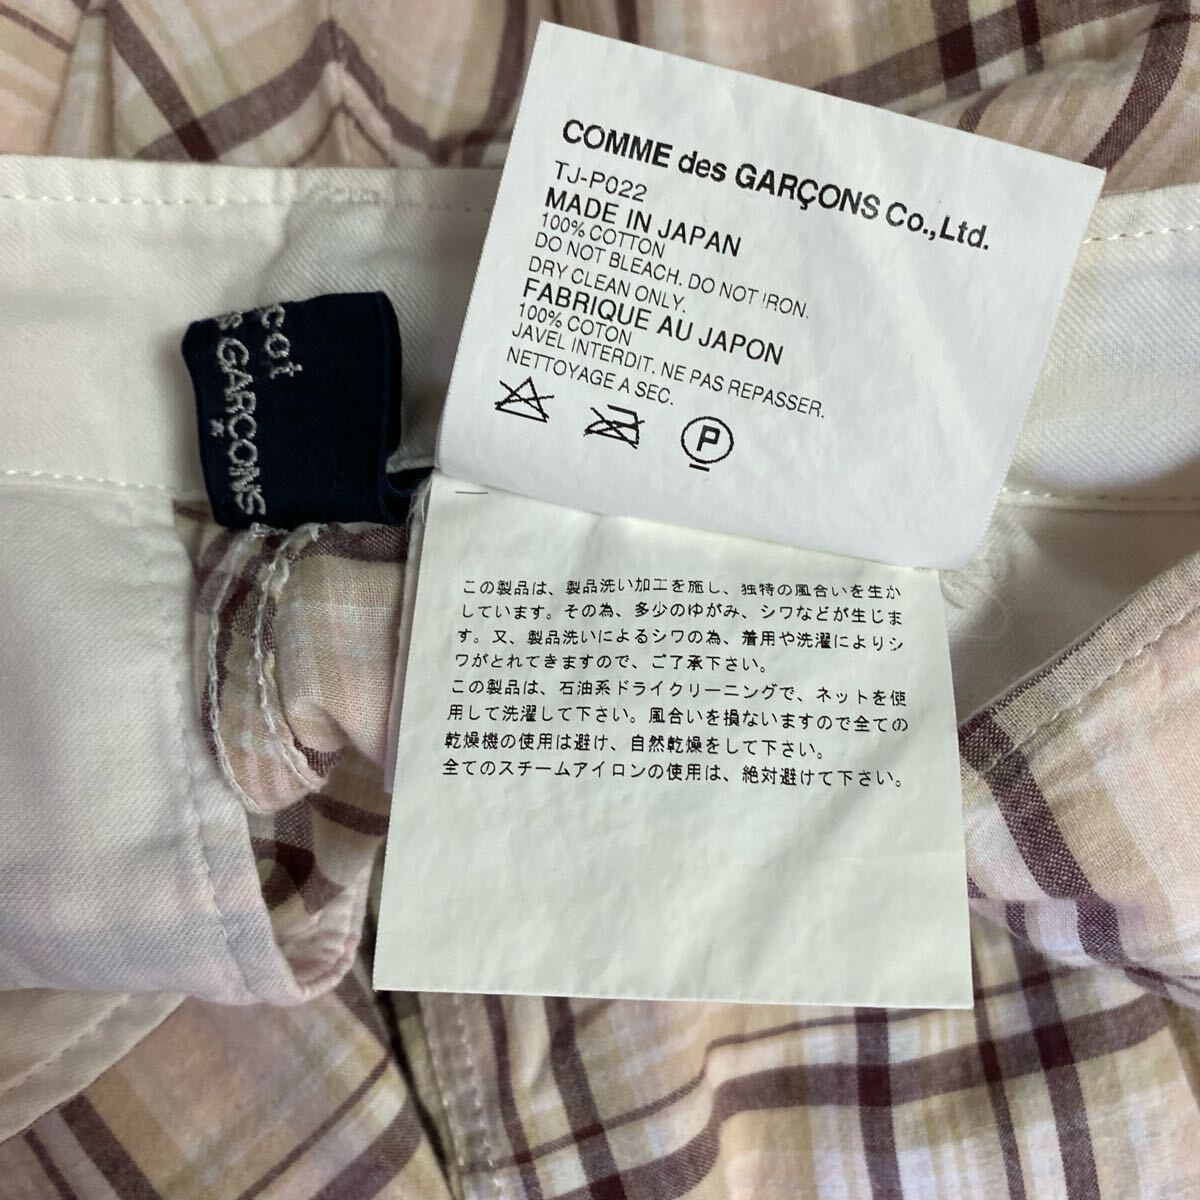 COMME des GARÇONS Co.,Ltd.
TJ-P022
MADE IN JAPAN
100% COTTON
DO NOT BLEACH. DO NOT IRON.
DRY CLEAN ONLY.
FABRIQUE AU JAPON
100% COTON
JAVEL INTERDIT. NE PAS REPASSER.
NETTOYAGE A SEC.
P
GARÇONS
この製品は、製品洗い加工を施し、独特の風合いを生か
しています。その為、多少のゆがみ、シワなどが生じま
す。又、製品洗いによるシワの為、着用や洗濯によりシ
ワがとれてきますので、ご了承下さい。
この製品は、石油系ドライクリーニングで、ネットを使
用して洗濯して下さい。風合いを損ないますので全ての
乾燥機の使用は避け、自然乾燥をして下さい。
全てのスチームアイロンの使用は、絶対避けて下さい。